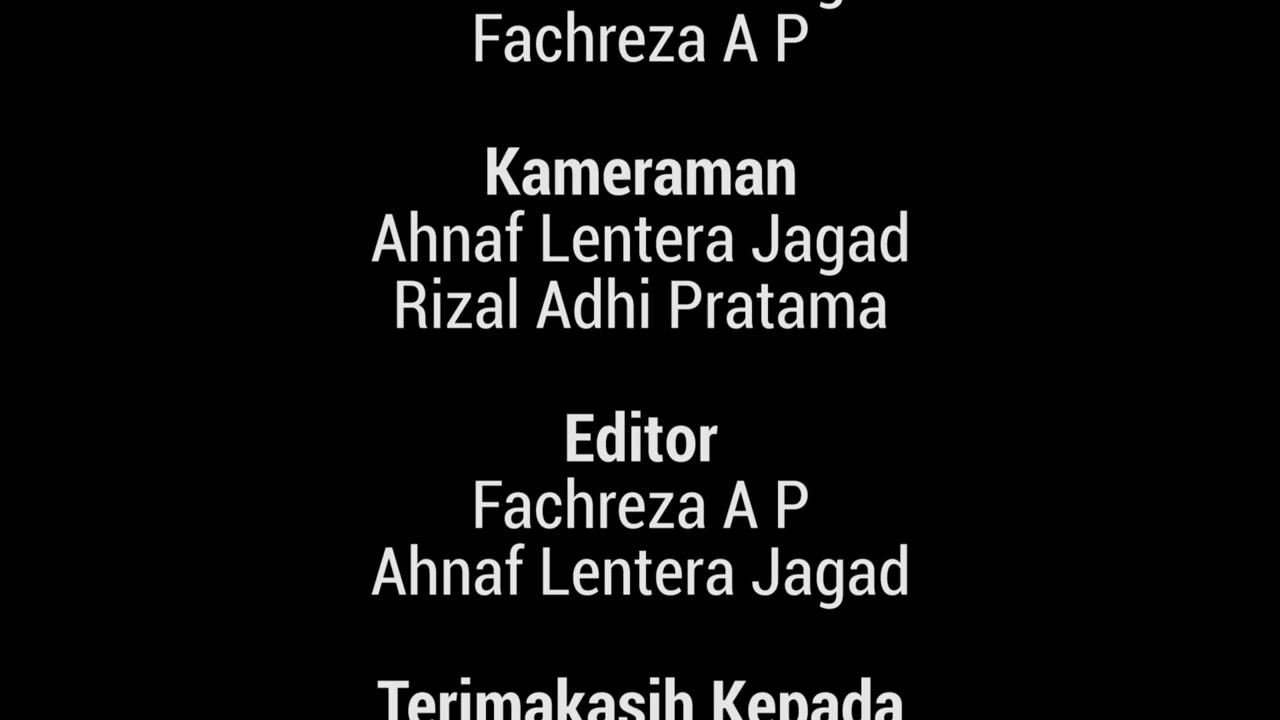 Fachreza A P
Kameraman
Ahnaf Lentera Jagad
Rizal Adhi Pratama
Editor
Fachreza A P
Ahnaf Lentera Jagad
Terimakasih Kepada